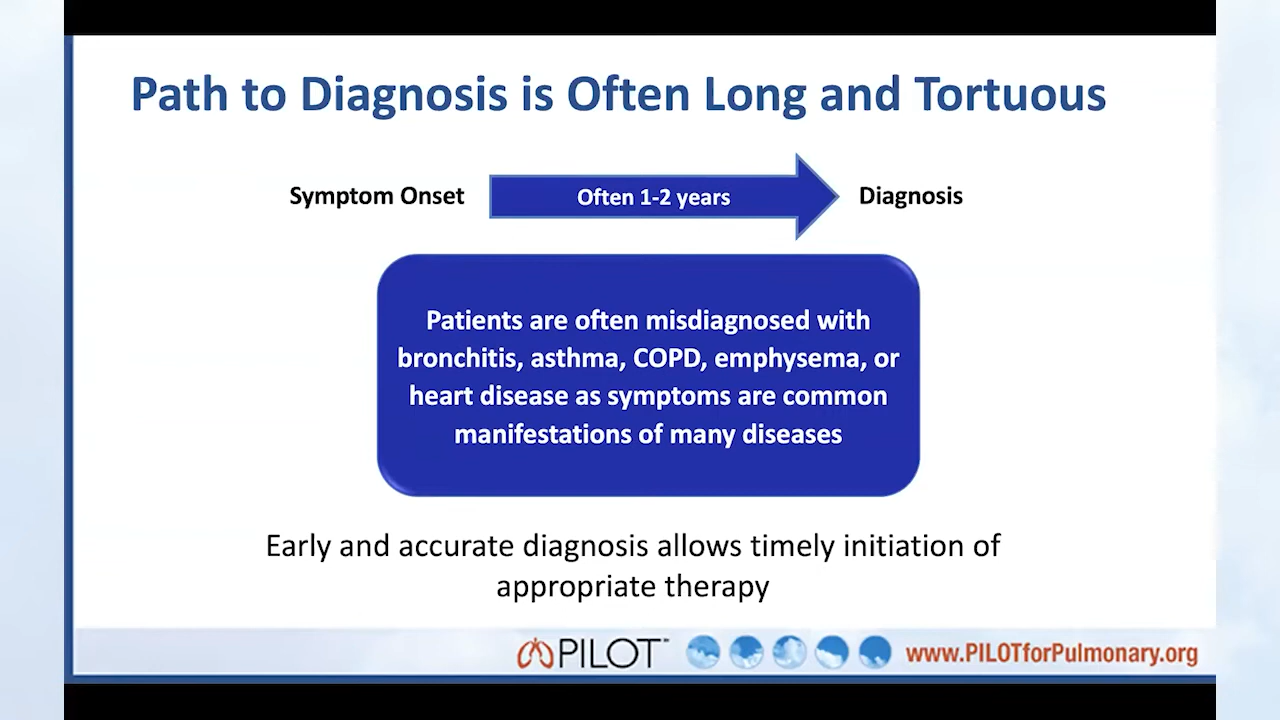 Path to Diagnosis is Often Long and Tortuous
Symptom Onset
Often 1-2 years
Diagnosis
Patients are often misdiagnosed with
bronchitis, asthma, COPD, emphysema, or
heart disease as symptoms are common
manifestations of many diseases
Early and accurate diagnosis allows timely initiation of
appropriate therapy
PILOT™
www.PILOTforPulmonary.org